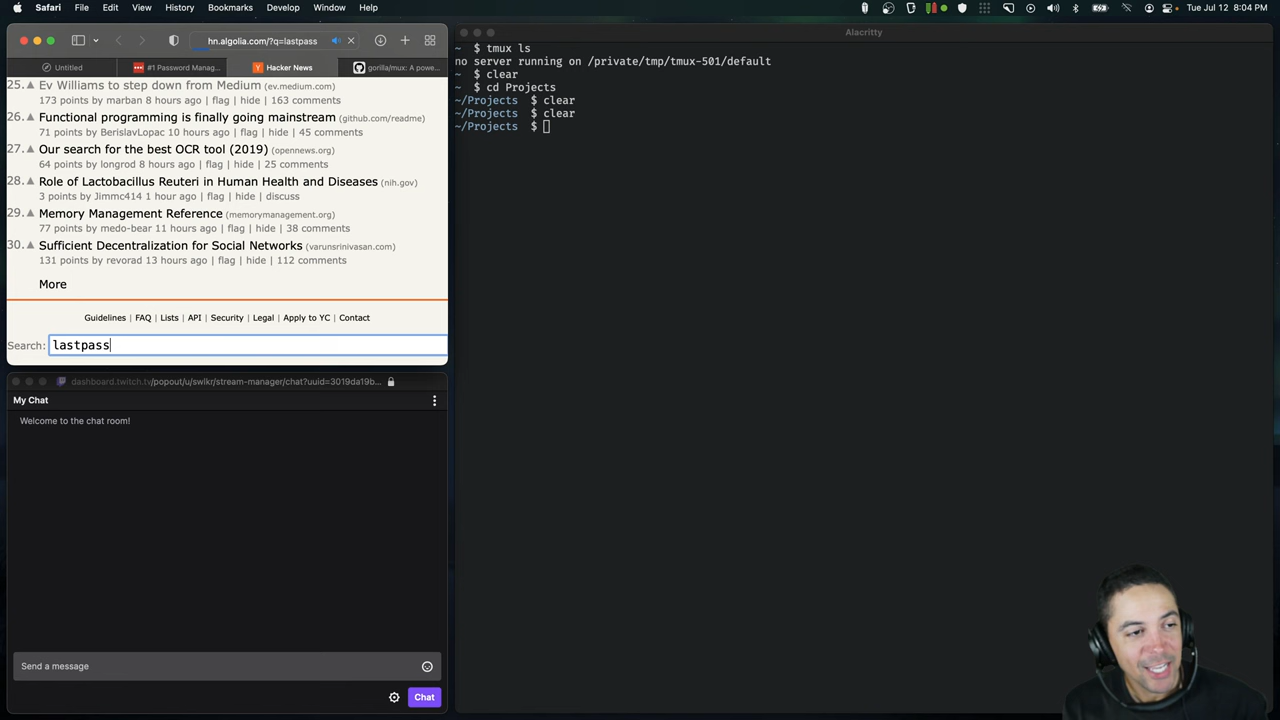 Safari File Edit View History Bookmarks Develop Window Help
Tue Jul 12 8:04 PM
hn.algolia.com/?q=lastpass
Untitled
#1 Password Manag...
Hacker News
gorilla/mux: A powe...
25. Ev Williams to step down from Medium (ev.medium.com)
173 points by marban 8 hours ago | flag | hide | 163 comments
26. Functional programming is finally going mainstream (github.com/readme)
71 points by BerislavLopac 10 hours ago | flag | hide | 45 comments
27. Our search for the best OCR tool (2019) (opennews.org)
64 points by longrod 8 hours ago | flag | hide | 25 comments
28. Role of Lactobacillus Reuteri in Human Health and Diseases (nih.gov)
3 points by Jimmc414 1 hour ago | flag | hide | discuss
29. Memory Management Reference (memorymanagement.org)
77 points by medo-bear 11 hours ago | flag | hide | 38 comments
30. Sufficient Decentralization for Social Networks (varunsrinivasan.com)
131 points by revorad 13 hours ago | flag | hide | 112 comments
More
Guidelines | FAQ | Lists | API | Security | Legal | Apply to YC | Contact
Search: lastpass
dashboard.twitch.tv/popout/u/swlkr/stream-manager/chat?uuid=3019da19b...
My Chat
Welcome to the chat room!
Send a message
Chat
Alacritty
~ $ tmux ls
no server running on /private/tmp/tmux-501/default
~ $ clear
~ $ cd Projects
~/Projects $ clear
~/Projects $ clear
~/Projects $